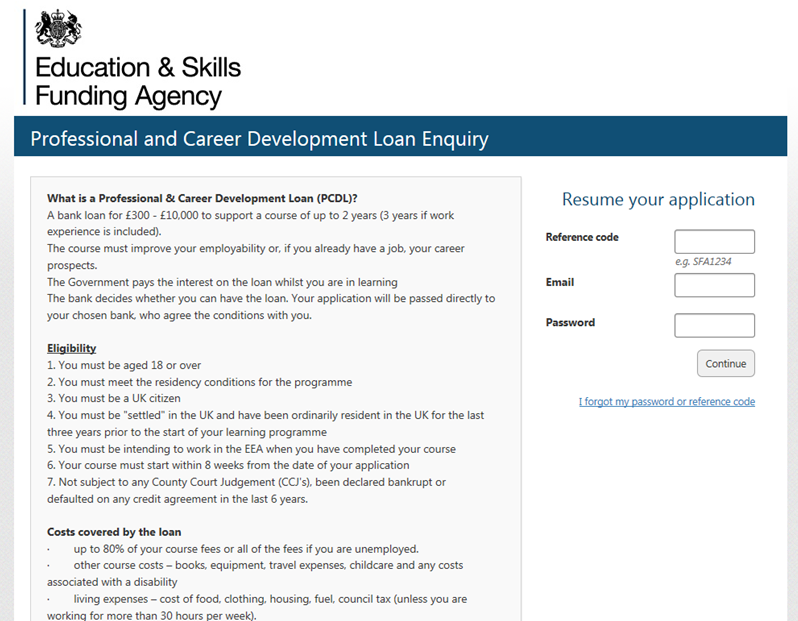 Education & Skills
Funding Agency
Professional and Career Development Loan Enquiry
What is a Professional & Career Development Loan (PCDL)?
A bank loan for £300 - £10,000 to support a course of up to 2 years (3 years if work
experience is included).
The course must improve your employability or, if you already have a job, your career
prospects.
The Government pays the interest on the loan whilst you are in learning
The bank decides whether you can have the loan. Your application will be passed directly to
your chosen bank, who agree the conditions with you.
Eligibility
1. You must be aged 18 or over
2. You must meet the residency conditions for the programme
3. You must be a UK citizen
4. You must be "settled" in the UK and have been ordinarily resident in the UK for the last
three years prior to the start of your learning programme
5. You must be intending to work in the EEA when you have completed your course
6. Your course must start within 8 weeks from the date of your application
7. Not subject to any County Court Judgement (CCJ's), been declared bankrupt or
defaulted on any credit agreement in the last 6 years.
Costs covered by the loan
· up to 80% of your course fees or all of the fees if you are unemployed.
· other course costs – books, equipment, travel expenses, childcare and any costs
associated with a disability
· living expenses – cost of food, clothing, housing, fuel, council tax (unless you are
working for more than 30 hours per week).
Resume your application
Reference code
e.g. SFA1234
Email
Password
Continue
I forgot my password or reference code